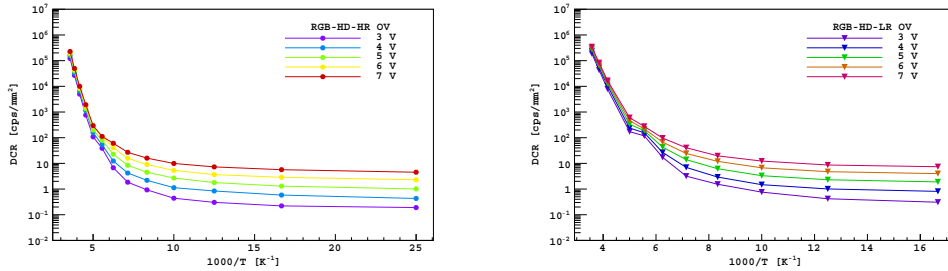 RGB-HD-HR OV
3 V
4 V
5 V
6 V
7 V
DCR [cps/mm²]
10⁷
10⁶
10⁵
10⁴
10³
10²
10
1
10⁻¹
10⁻²
5 10 15 20 25
1000/T [K⁻¹]
RGB-HD-LR OV
3 V
4 V
5 V
6 V
7 V
DCR [cps/mm²]
10⁷
10⁶
10⁵
10⁴
10³
10²
10
1
10⁻¹
10⁻²
4 6 8 10 12 14 16
1000/T [K⁻¹]